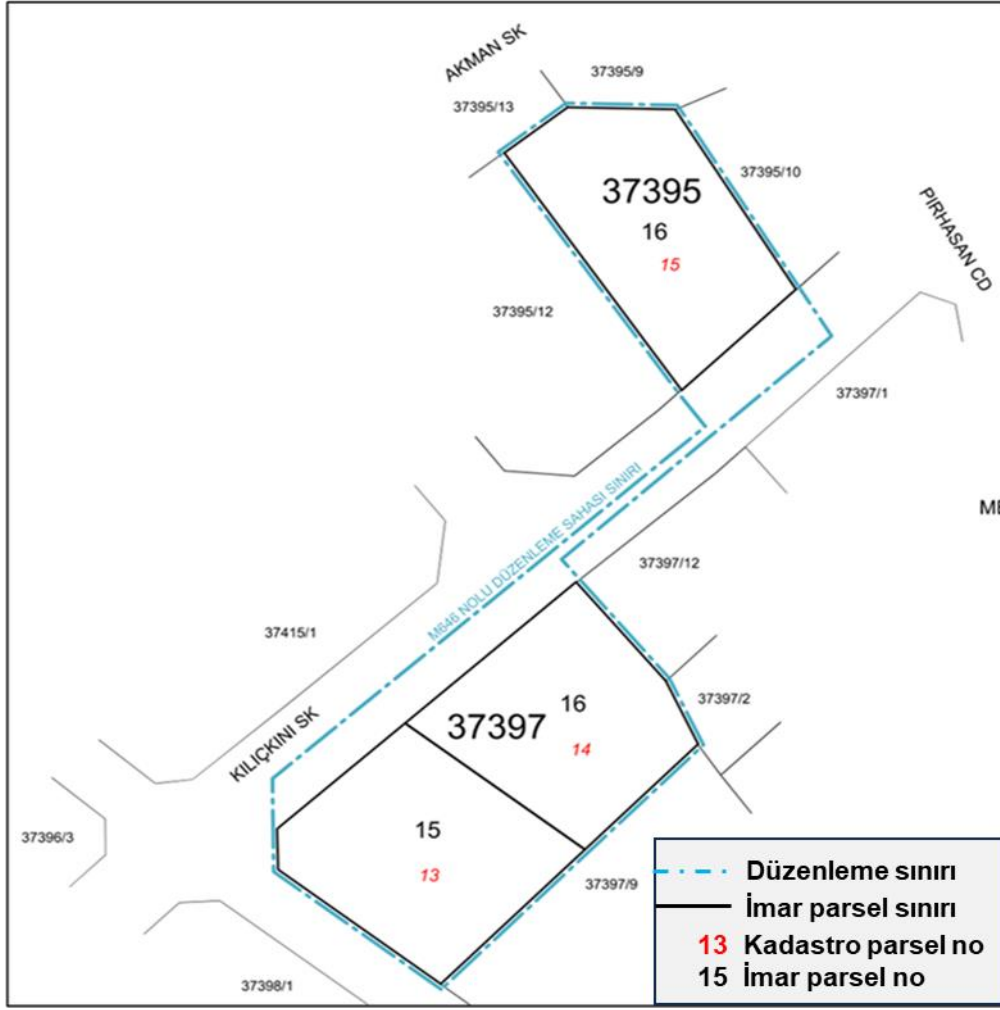 AKMAN SK
37395/9
37395/13
37395/10
37395
16
15
PIRHASAN CD
37395/12
37397/1
M646 NOLU DÜZENLEME SAHASI SINIRI
ME
37397/12
37415/1
37397/2
16
37397
14
KILIÇKINI SK
15
13
37396/3
37397/9
37398/1
Düzenleme sınırı
İmar parsel sınırı
13 Kadastro parsel no
15 İmar parsel no